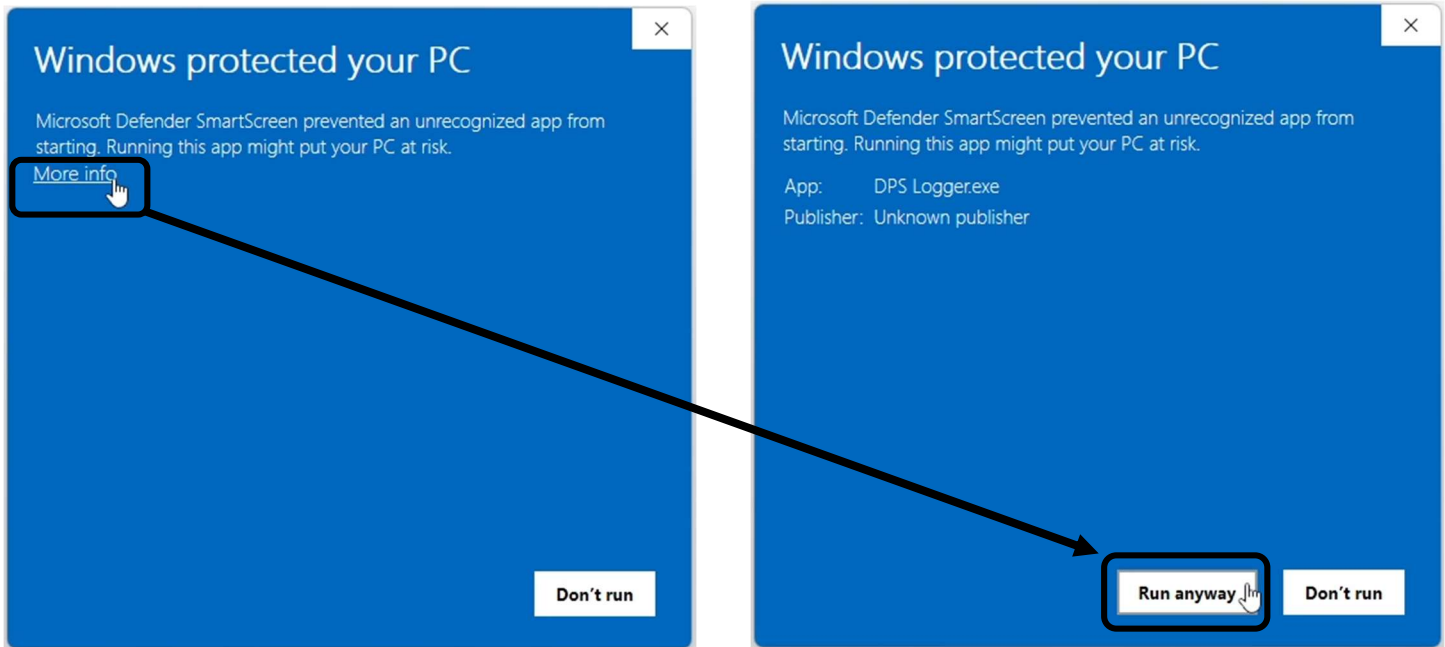 Windows protected your PC
Microsoft Defender SmartScreen prevented an unrecognized app from
starting. Running this app might put your PC at risk.
More info
Don't run
Windows protected your PC
Microsoft Defender SmartScreen prevented an unrecognized app from
starting. Running this app might put your PC at risk.
App: DPS Logger.exe
Publisher: Unknown publisher
Run anyway
Don't run